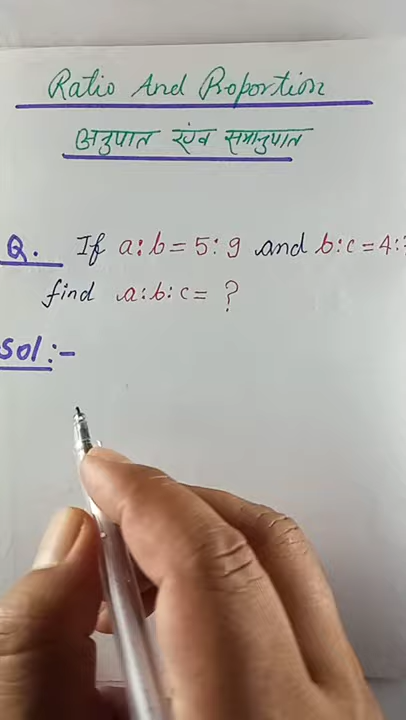 Ratio And Proportion
अनुपात एंव समानुपात
Q. If a:b = 5:9 and b:c = 4:
find a:b:c = ?
Sol:-